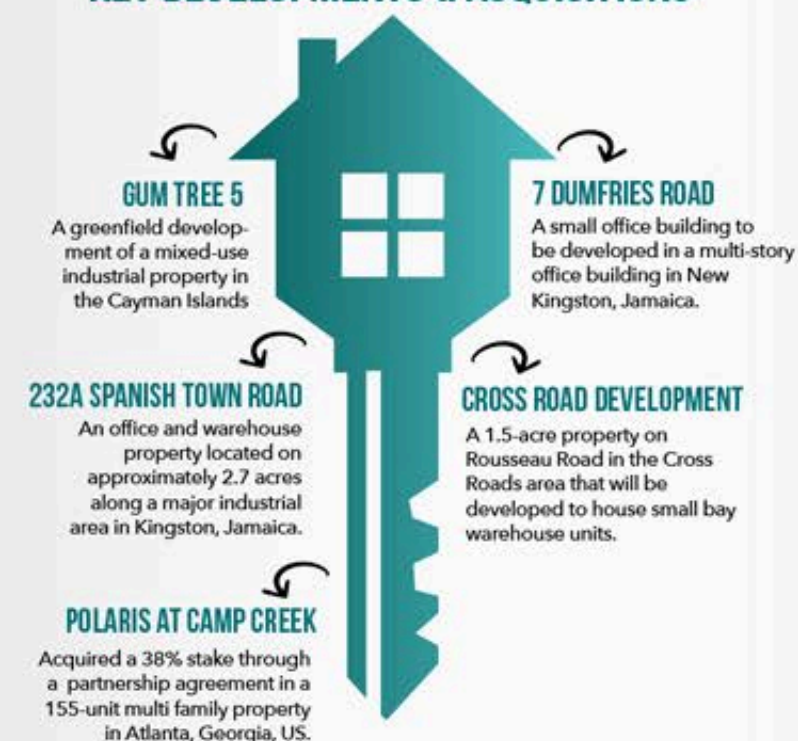 KEY DEVELOPMENTS & ACQUISITIONS
GUM TREE 5
A greenfield develop-
ment of a mixed-use
industrial property in
the Cayman Islands
7 DUMFRIES ROAD
A small office building to
be developed in a multi-story
office building in New
Kingston, Jamaica.
232A SPANISH TOWN ROAD
An office and warehouse
property located on
approximately 2.7 acres
along a major industrial
area in Kingston, Jamaica.
CROSS ROAD DEVELOPMENT
A 1.5-acre property on
Rousseau Road in the Cross
Roads area that will be
developed to house small bay
warehouse units.
POLARIS AT CAMP CREEK
Acquired a 38% stake through
a partnership agreement in a
155-unit multi family property
in Atlanta, Georgia, US.